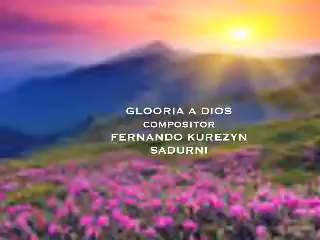 GLOORIA A DIOS
COMPOSITOR
FERNANDO KUREZYN
SADURNI